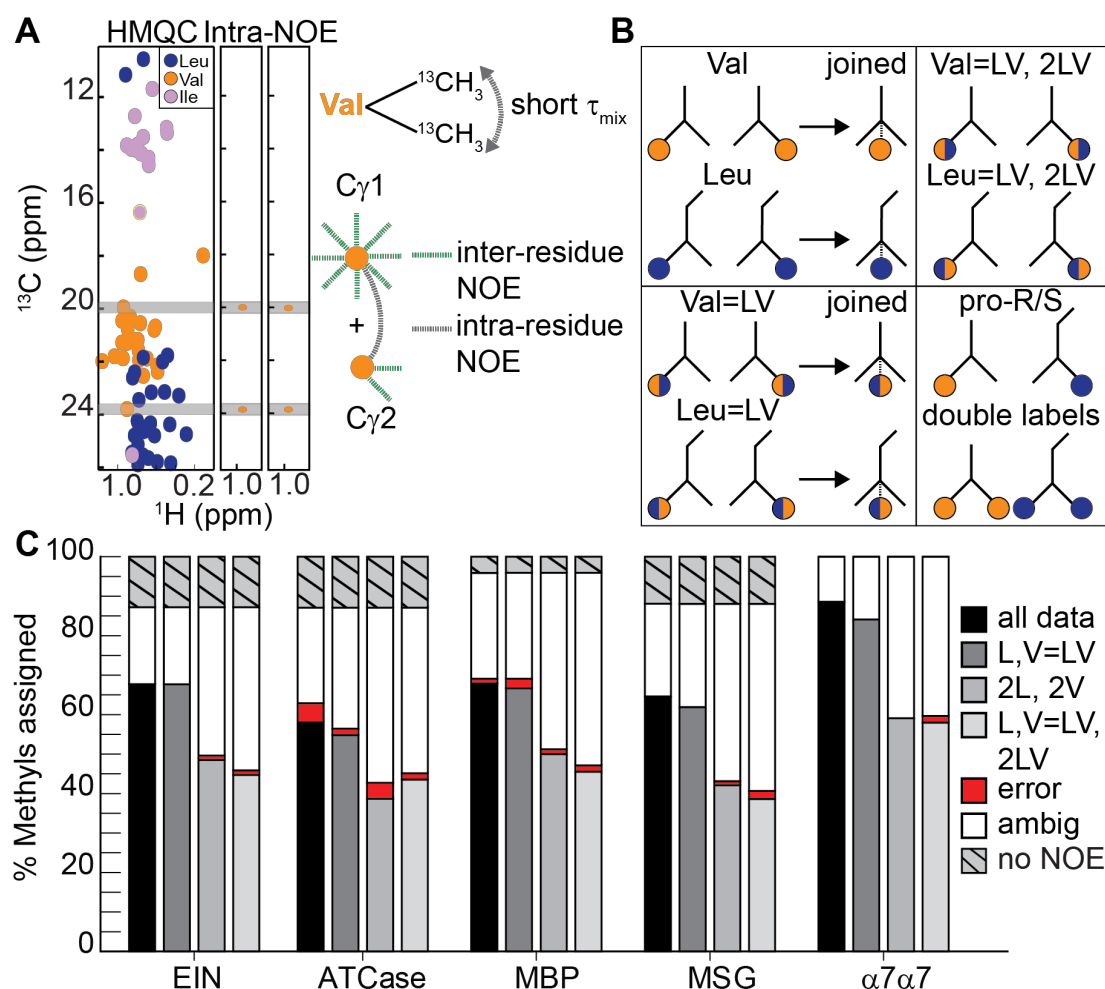 A
HMQC Intra-NOE
Leu
Val
Ile
12
16
20
24
13C (ppm)
1.0 0.2 1.0 1.0
1H (ppm)
Val
13CH3
13CH3
short τmix
Cγ1
inter-residue
NOE
+
intra-residue
NOE
Cγ2
B
Val joined
Leu
Val=LV, 2LV
Leu=LV, 2LV
Val=LV joined
Leu=LV
pro-R/S
double labels
C
% Methyls assigned
100
80
60
40
20
0
EIN ATCase MBP MSG α7α7
all data
L,V=LV
2L, 2V
L,V=LV,
2LV
error
ambig
no NOE